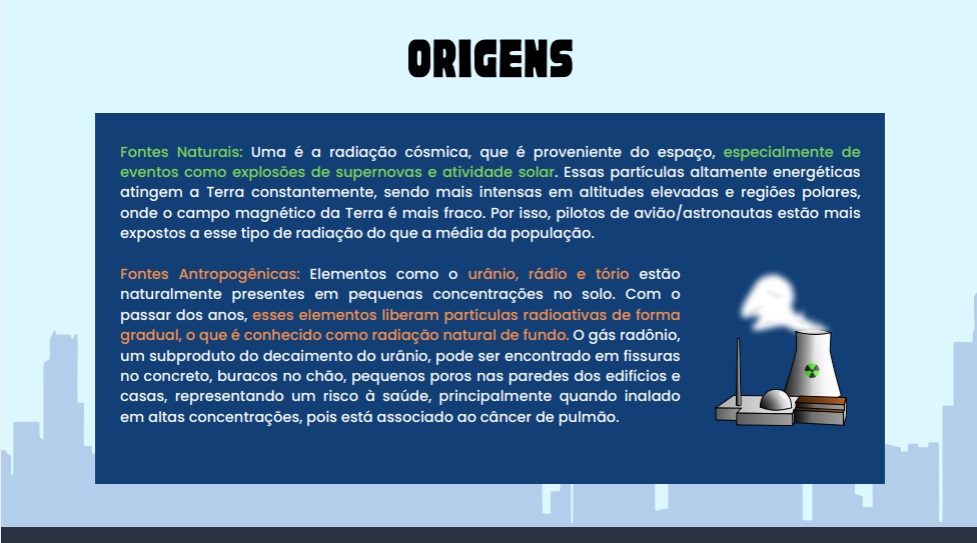 ORIGENS
Fontes Naturais: Uma é a radiação cósmica, que é proveniente do espaço, especialmente de
eventos como explosões de supernovas e atividade solar. Essas partículas altamente energéticas
atingem a Terra constantemente, sendo mais intensas em altitudes elevadas e regiões polares,
onde o campo magnético da Terra é mais fraco. Por isso, pilotos de avião/astronautas estão mais
expostos a esse tipo de radiação do que a média da população.
Fontes Antropogênicas: Elementos como o urânio, rádio e tório estão
naturalmente presentes em pequenas concentrações no solo. Com o
passar dos anos, esses elementos liberam partículas radioativas de forma
gradual, o que é conhecido como radiação natural de fundo. O gás radônio,
um subproduto do decaimento do urânio, pode ser encontrado em fissuras
no concreto, buracos no chão, pequenos poros nas paredes dos edifícios e
casas, representando um risco à saúde, principalmente quando inalado
em altas concentrações, pois está associado ao câncer de pulmão.